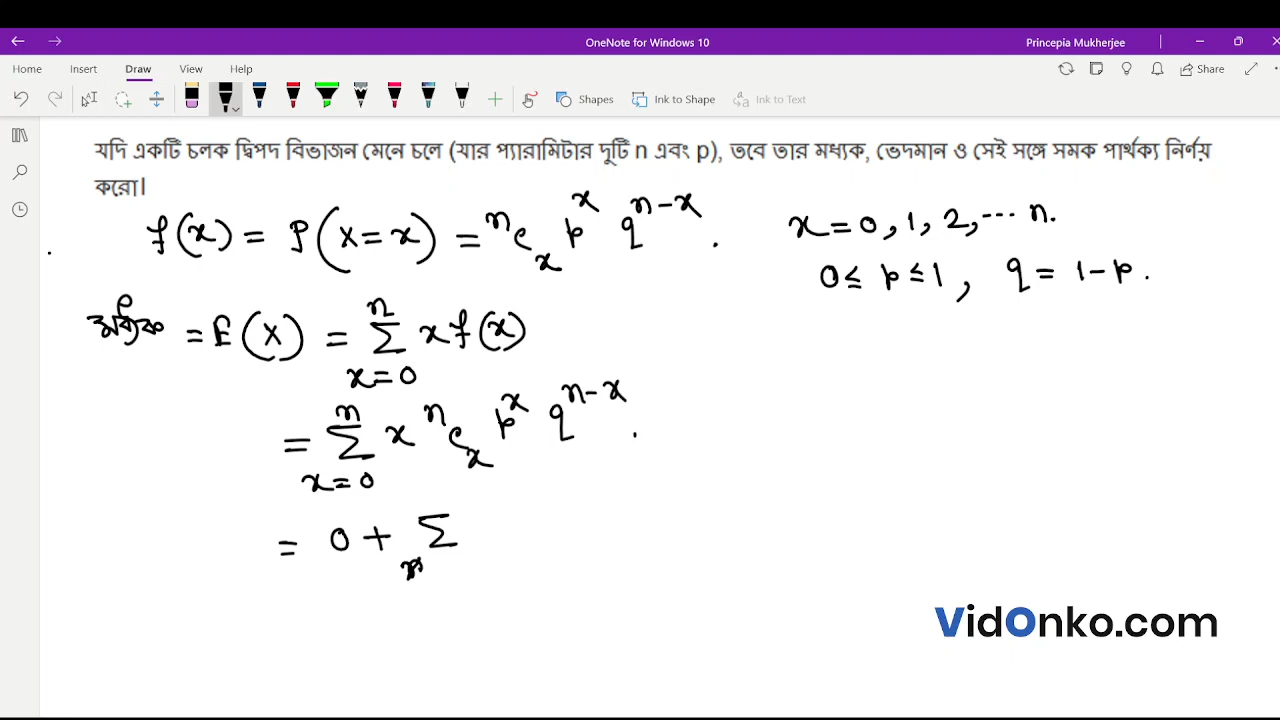 OneNote for Windows 10
Princepia Mukherjee
Home Insert Draw View Help
Share
Shapes Ink to Shape Ink to Text
যদি একটি চলক দ্বিপদ বিভাজন মেনে চলে (যার প্যারামিটার দুটি n এবং p), তবে তার মধ্যক, ভেদমান ও সেই সঙ্গে সমক পার্থক্য নির্ণয়
করো।
f(x) = P(X=x) = ⁿCₓ pˣ qⁿ⁻ˣ .
x = 0, 1, 2, ... n.
0 ≤ p ≤ 1, q = 1 - p .
মধ্যক = E(X) = Σ_{x=0}^{n} x f(x)
= Σ_{x=0}^{n} x ⁿCₓ pˣ qⁿ⁻ˣ .
= 0 + Σ
VidOnko.com